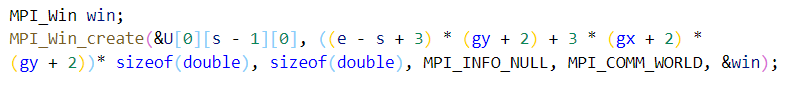 MPI_Win win;
MPI_Win_create(&U[0][s - 1][0], ((e - s + 3) * (gy + 2) + 3 * (gx + 2) *
(gy + 2))* sizeof(double), sizeof(double), MPI_INFO_NULL, MPI_COMM_WORLD, &win);